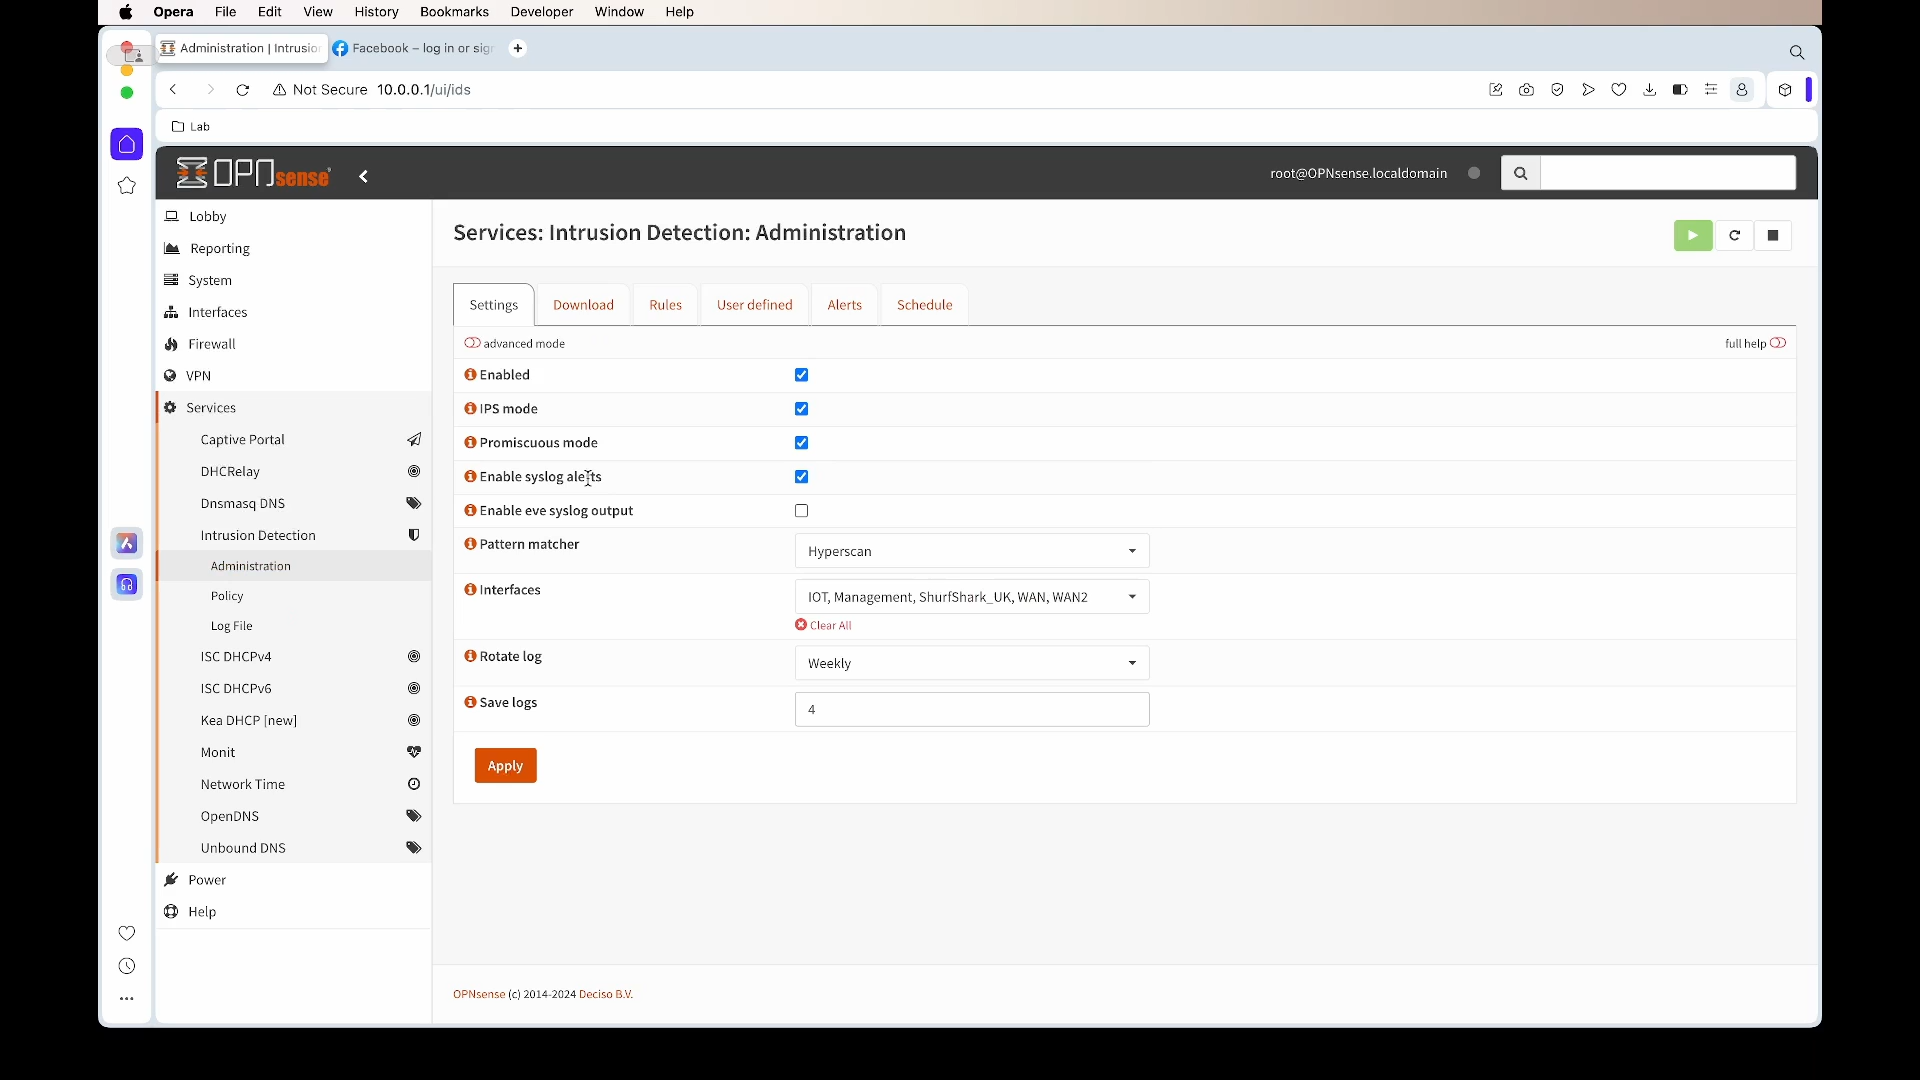 Opera File Edit View History Bookmarks Developer Window Help
Administration | Intrusio Facebook – log in or sig
Not Secure 10.0.0.1/ui/ids
Lab
OPNsense root@OPNsense.localdomain
Lobby
Reporting
System
Interfaces
Firewall
VPN
Services
Captive Portal
DHCRelay
Dnsmasq DNS
Intrusion Detection
Administration
Policy
Log File
ISC DHCPv4
ISC DHCPv6
Kea DHCP [new]
Monit
Network Time
OpenDNS
Unbound DNS
Power
Help
Services: Intrusion Detection: Administration
Settings Download Rules User defined Alerts Schedule
advanced mode full help
Enabled
IPS mode
Promiscuous mode
Enable syslog alerts
Enable eve syslog output
Pattern matcher Hyperscan
Interfaces IOT, Management, ShurfShark_UK, WAN, WAN2
Clear All
Rotate log Weekly
Save logs 4
Apply
OPNsense (c) 2014-2024 Deciso B.V.